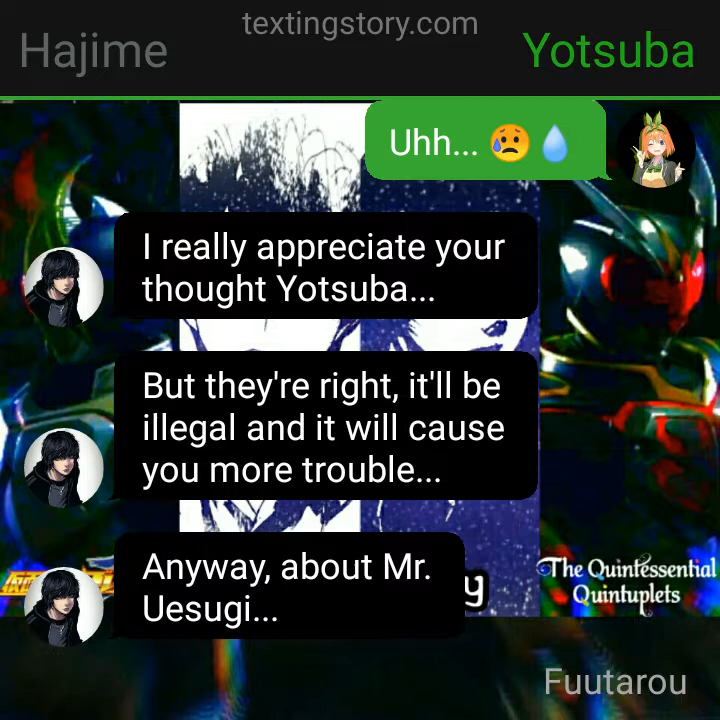 textingstory.com
Hajime
Yotsuba
Uhh... 😥💧
I really appreciate your
thought Yotsuba...
But they're right, it'll be
illegal and it will cause
you more trouble...
Anyway, about Mr.
Uesugi...
The Quintessential
Quintuplets
Fuutarou